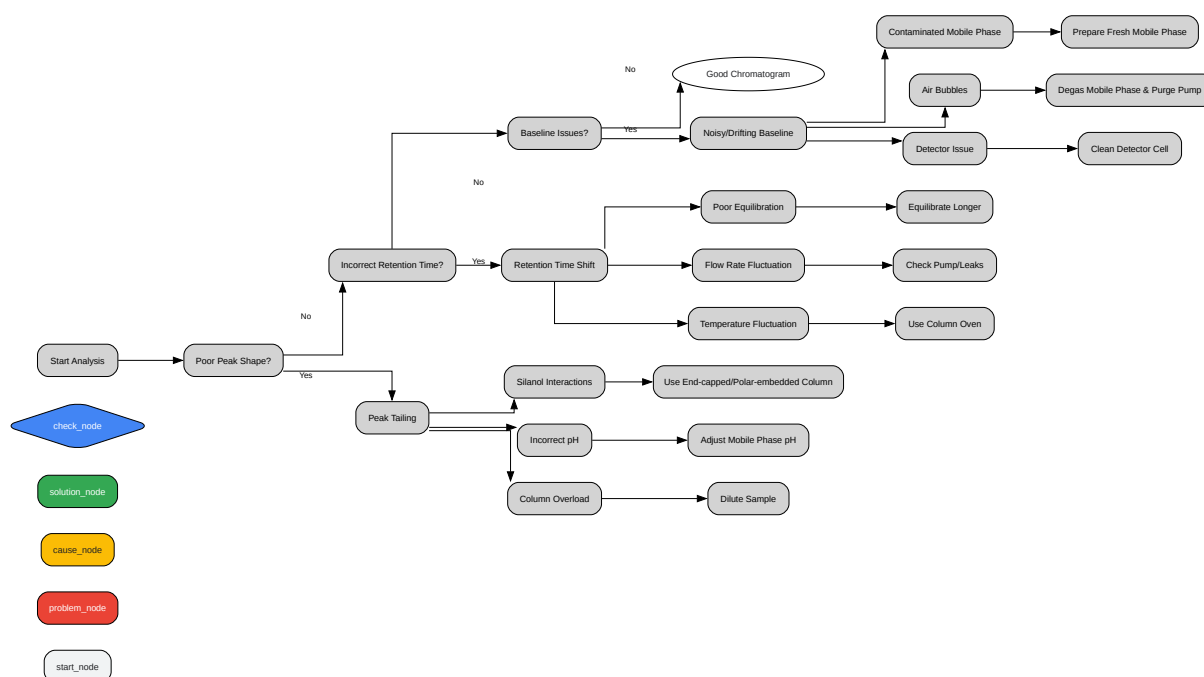 Contaminated Mobile Phase
Prepare Fresh Mobile Phase
No
Good Chromatogram
Air Bubbles
Degas Mobile Phase & Purge Pump
Baseline Issues?
Yes
Noisy/Drifting Baseline
Detector Issue
Clean Detector Cell
No
Poor Equilibration
Equilibrate Longer
Incorrect Retention Time?
Yes
Retention Time Shift
Flow Rate Fluctuation
Check Pump/Leaks
No
Temperature Fluctuation
Use Column Oven
Start Analysis
Poor Peak Shape?
Yes
Silanol Interactions
Use End-capped/Polar-embedded Column
Peak Tailing
check_node
Incorrect pH
Adjust Mobile Phase pH
solution_node
Column Overload
Dilute Sample
cause_node
problem_node
start_node